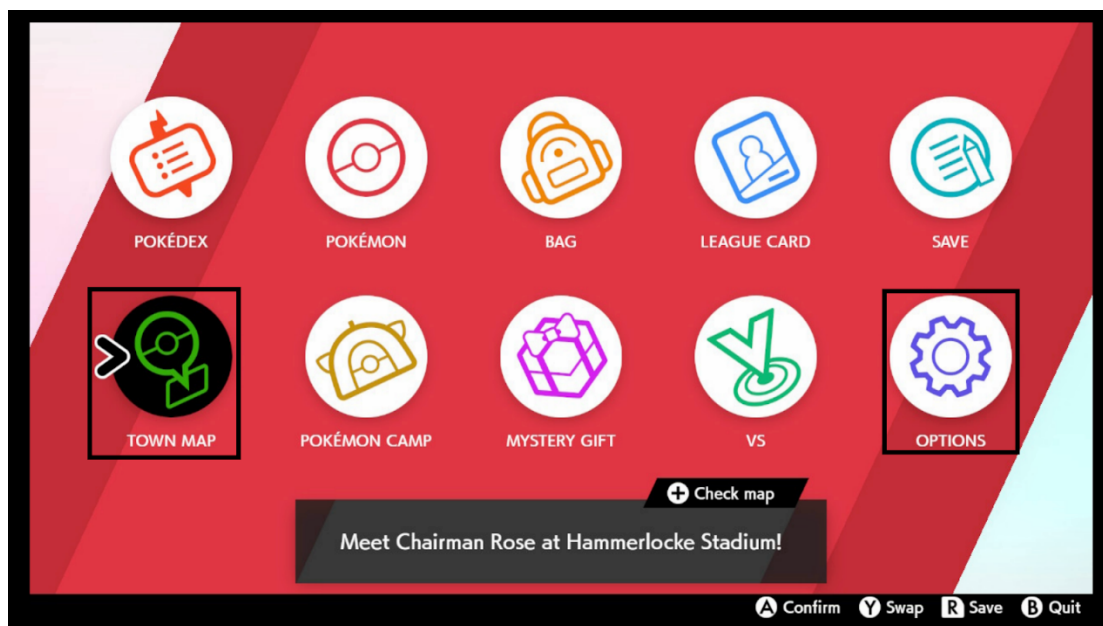 POKÉDEX
POKÉMON
BAG
LEAGUE CARD
SAVE
TOWN MAP
POKÉMON CAMP
MYSTERY GIFT
VS
OPTIONS
+ Check map
Meet Chairman Rose at Hammerlocke Stadium!
A Confirm Y Swap R Save B Quit